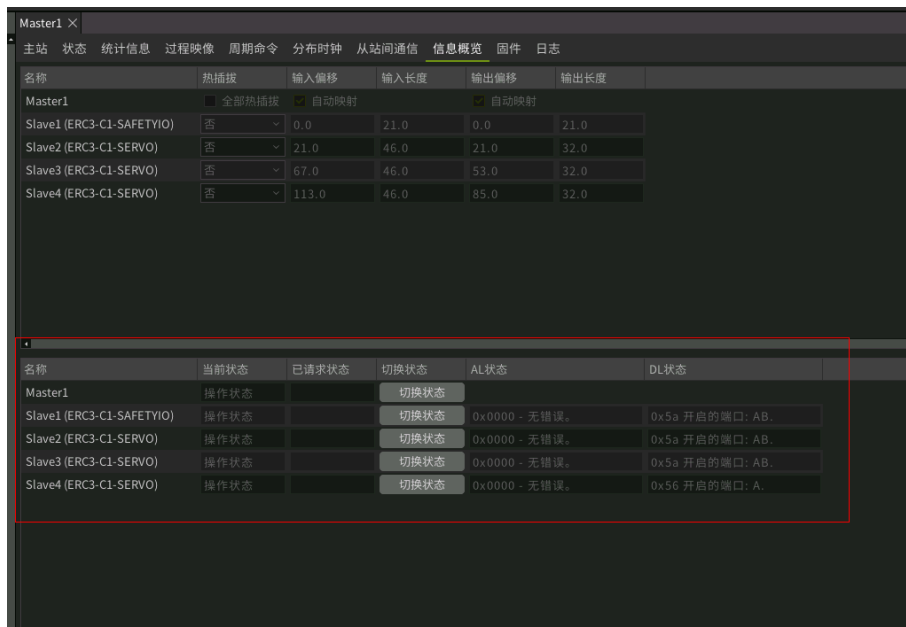 Master1 ×
主站 状态 统计信息 过程映像 周期命令 分布时钟 从站间通信 信息概览 固件 日志
名称 热插拔 输入偏移 输入长度 输出偏移 输出长度
Master1 全部热插拔 自动映射 自动映射
Slave1 (ERC3-C1-SAFETYIO) 否 0.0 21.0 0.0 21.0
Slave2 (ERC3-C1-SERVO) 否 21.0 46.0 21.0 32.0
Slave3 (ERC3-C1-SERVO) 否 67.0 46.0 53.0 32.0
Slave4 (ERC3-C1-SERVO) 否 113.0 46.0 85.0 32.0
名称 当前状态 已请求状态 切换状态 AL状态 DL状态
Master1 操作状态 切换状态
Slave1 (ERC3-C1-SAFETYIO) 操作状态 切换状态 0x0000 - 无错误。 0x5a 开启的端口: AB.
Slave2 (ERC3-C1-SERVO) 操作状态 切换状态 0x0000 - 无错误。 0x5a 开启的端口: AB.
Slave3 (ERC3-C1-SERVO) 操作状态 切换状态 0x0000 - 无错误。 0x5a 开启的端口: AB.
Slave4 (ERC3-C1-SERVO) 操作状态 切换状态 0x0000 - 无错误。 0x56 开启的端口: A.